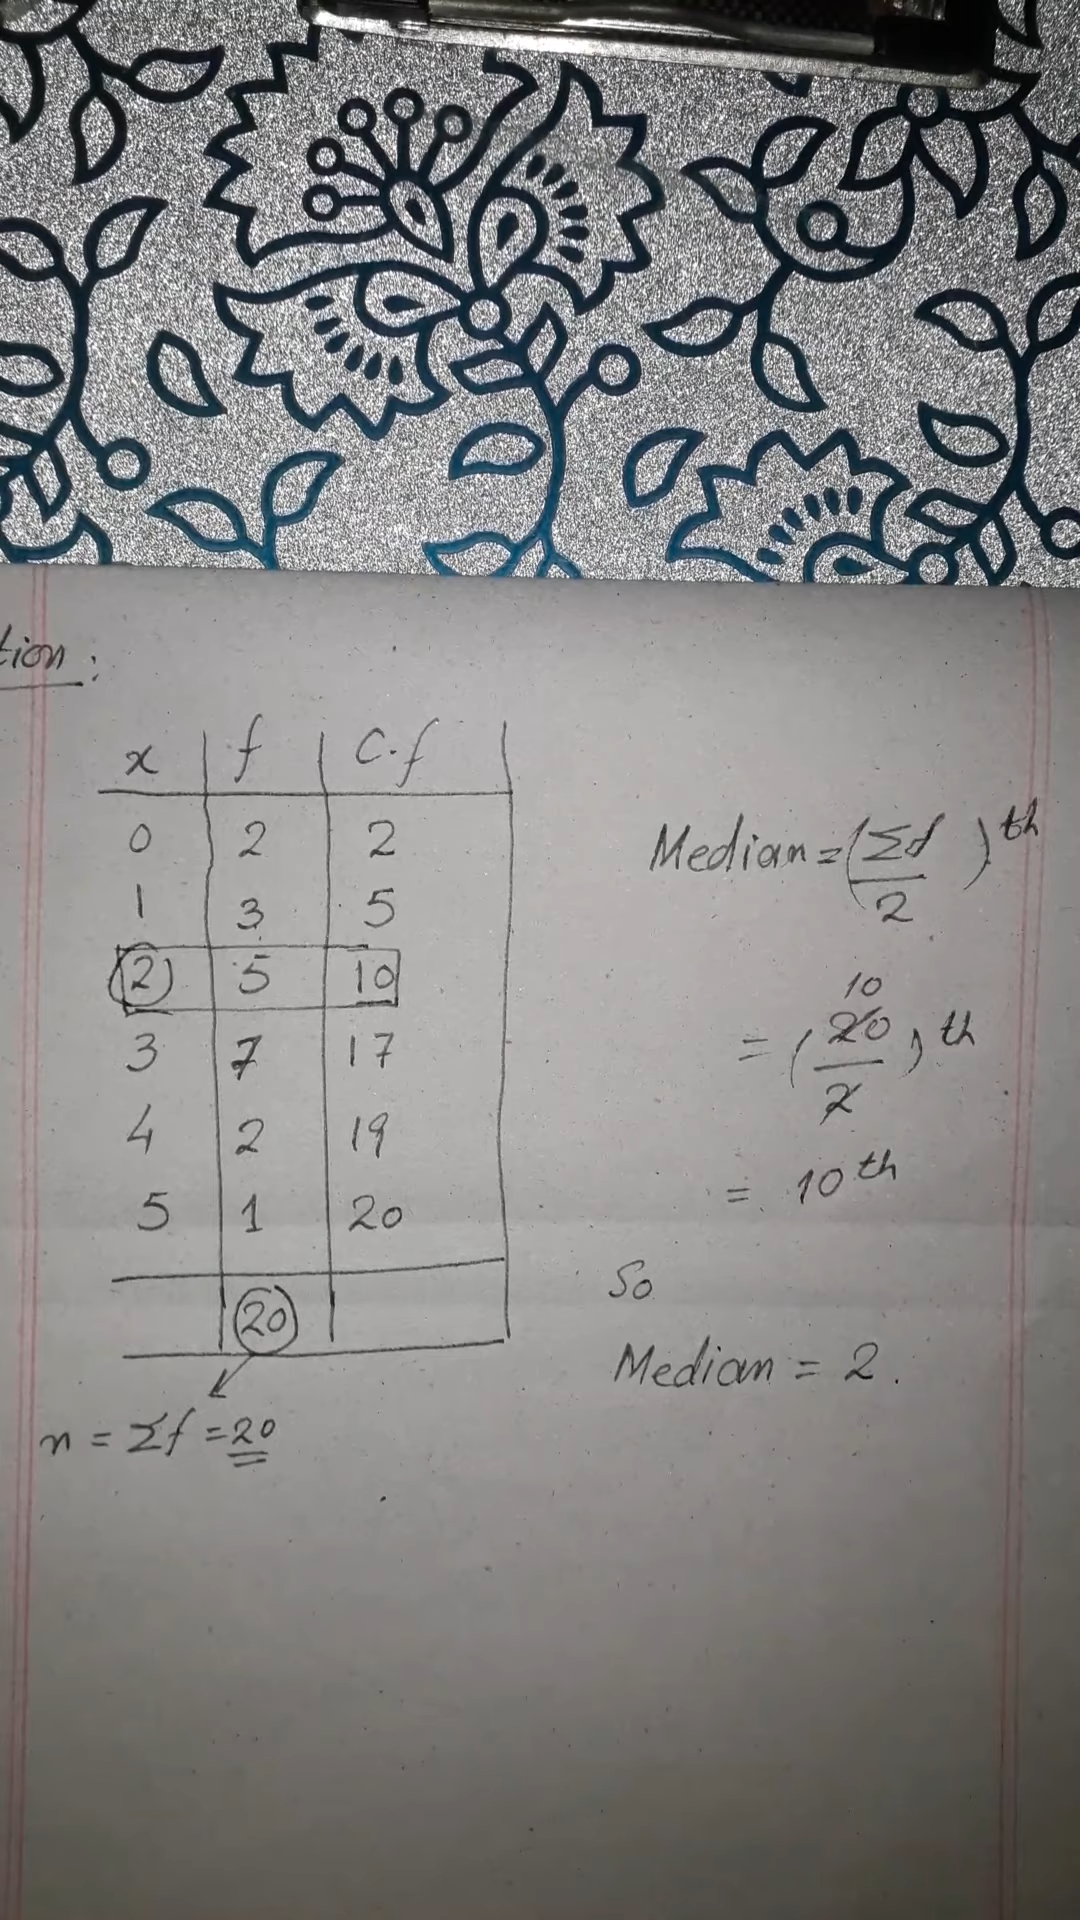 tion:
x f C.f
0 2 2
1 3 5
2 5 10
3 7 17
4 2 19
5 1 20
20
n = Σf = 20
Median = (Σf/2)th
10
= (20/2)th
= 10th
So
Median = 2.